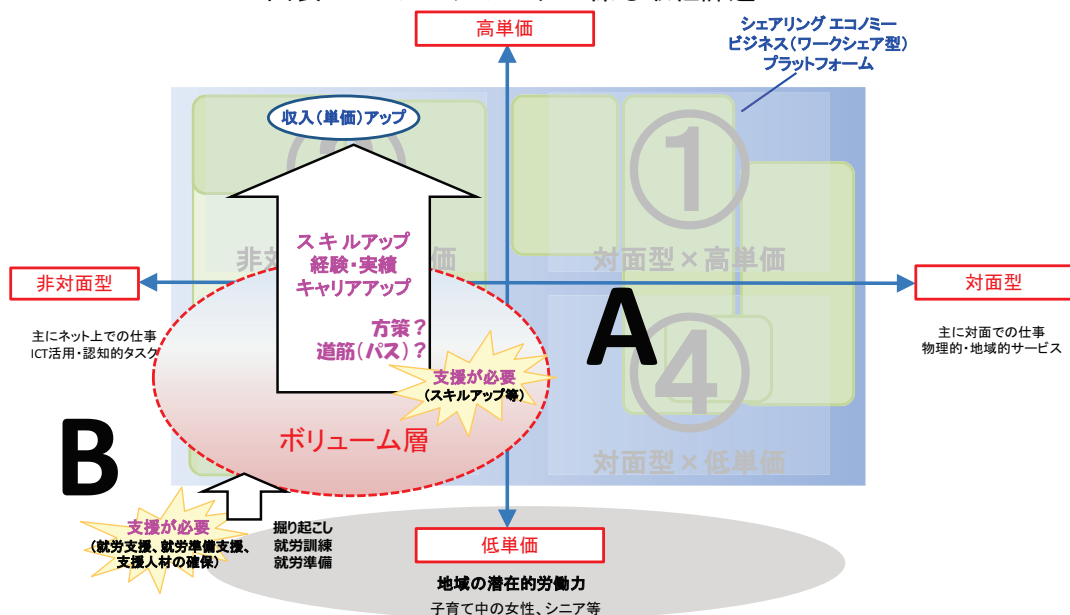 高単価
シェアリング エコノミー
ビジネス(ワークシェア型)
プラットフォーム
収入(単価)アップ
①
スキルアップ
経験・実績
キャリアアップ
非対
価
対面型×高単価
非対面型
対面型
主にネット上での仕事
ICT活用・認知的タスク
主に対面での仕事
物理的・地域的サービス
方策?
道筋(パス)?
A
④
支援が必要
(スキルアップ等)
ボリューム層
対面型×低単価
B
支援が必要
(就労支援、就労準備支援、
支援人材の確保)
掘り起こし
就労訓練
就労準備
低単価
地域の潜在的労働力
子育て中の女性、シニア等